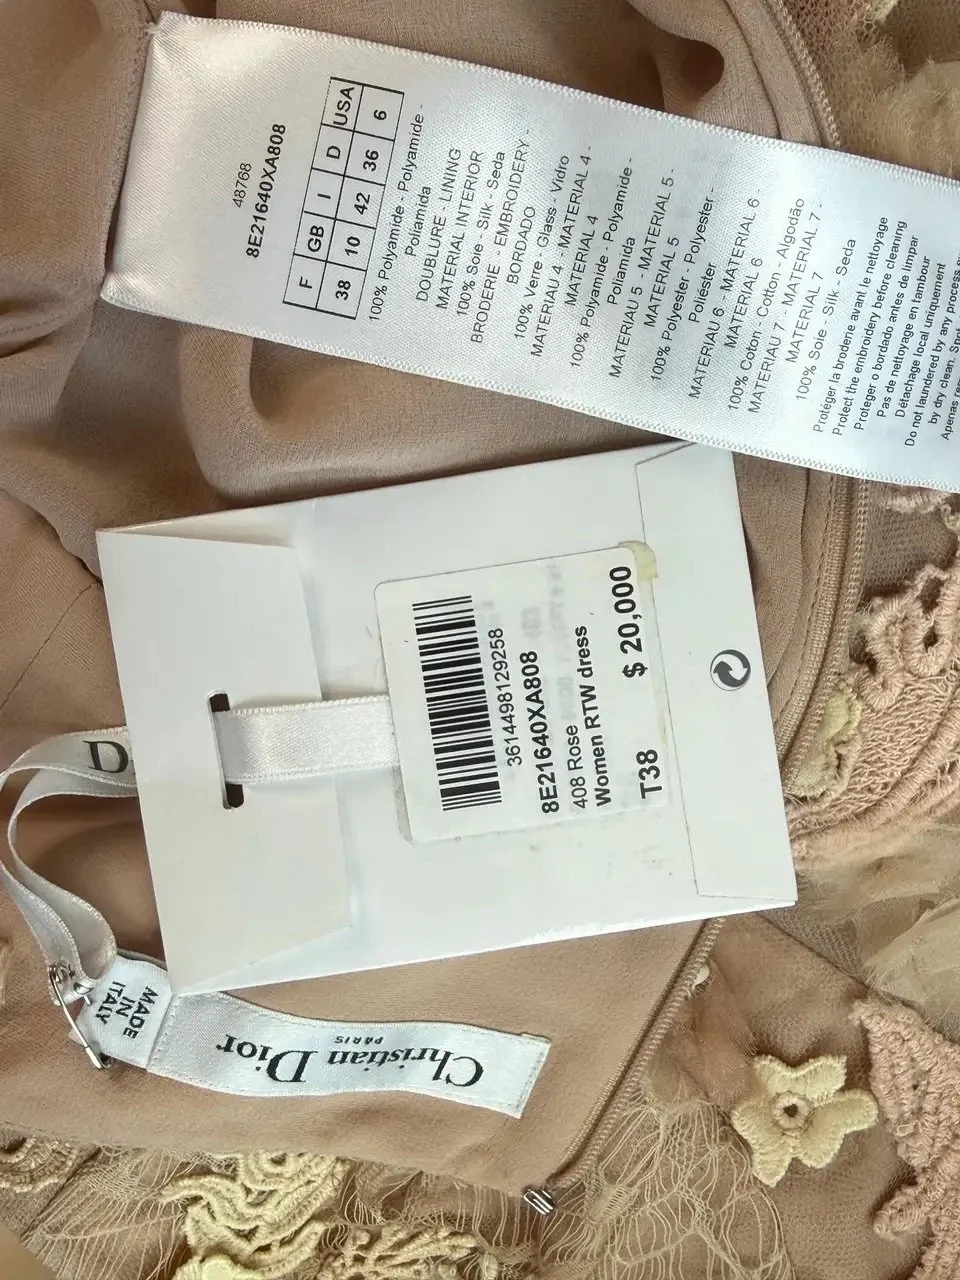 48768
8E21640XA808
F GB I D USA
38 10 42 36 6
100% Polyamide - Polyamide -
Poliamida
DOUBLURE - LINING
MATERIAL INTERIOR
100% Soie - Silk - Seda
BRODERIE - EMBROIDERY -
BORDADO
100% Verre - Glass - Vidro
MATERIAU 4 - MATERIAL 4 -
MATERIAL 4
100% Polyamide - Polyamide -
Poliamida
MATERIAU 5 - MATERIAL 5 -
MATERIAL 5
100% Polyester - Polyester -
Poliéster
MATERIAU 6 - MATERIAL 6 -
MATERIAL 6
100% Coton - Cotton - Algodão
MATERIAU 7 - MATERIAL 7 -
MATERIAL 7
100% Soie - Silk - Seda
Protéger la broderie avant le nettoyage
Protect the embroidery before cleaning
Proteger o bordado antes de limpar
Pas de nettoyage en tambour
Détachage local uniquement
Do not laundered by any process
by dry clean. Spot
Apenas
3614498129258
8E21640XA808
408 Rose
Women RTW dress
T38 $ 20,000
D
MADE
IN
ITALY
Christian Dior
PARIS